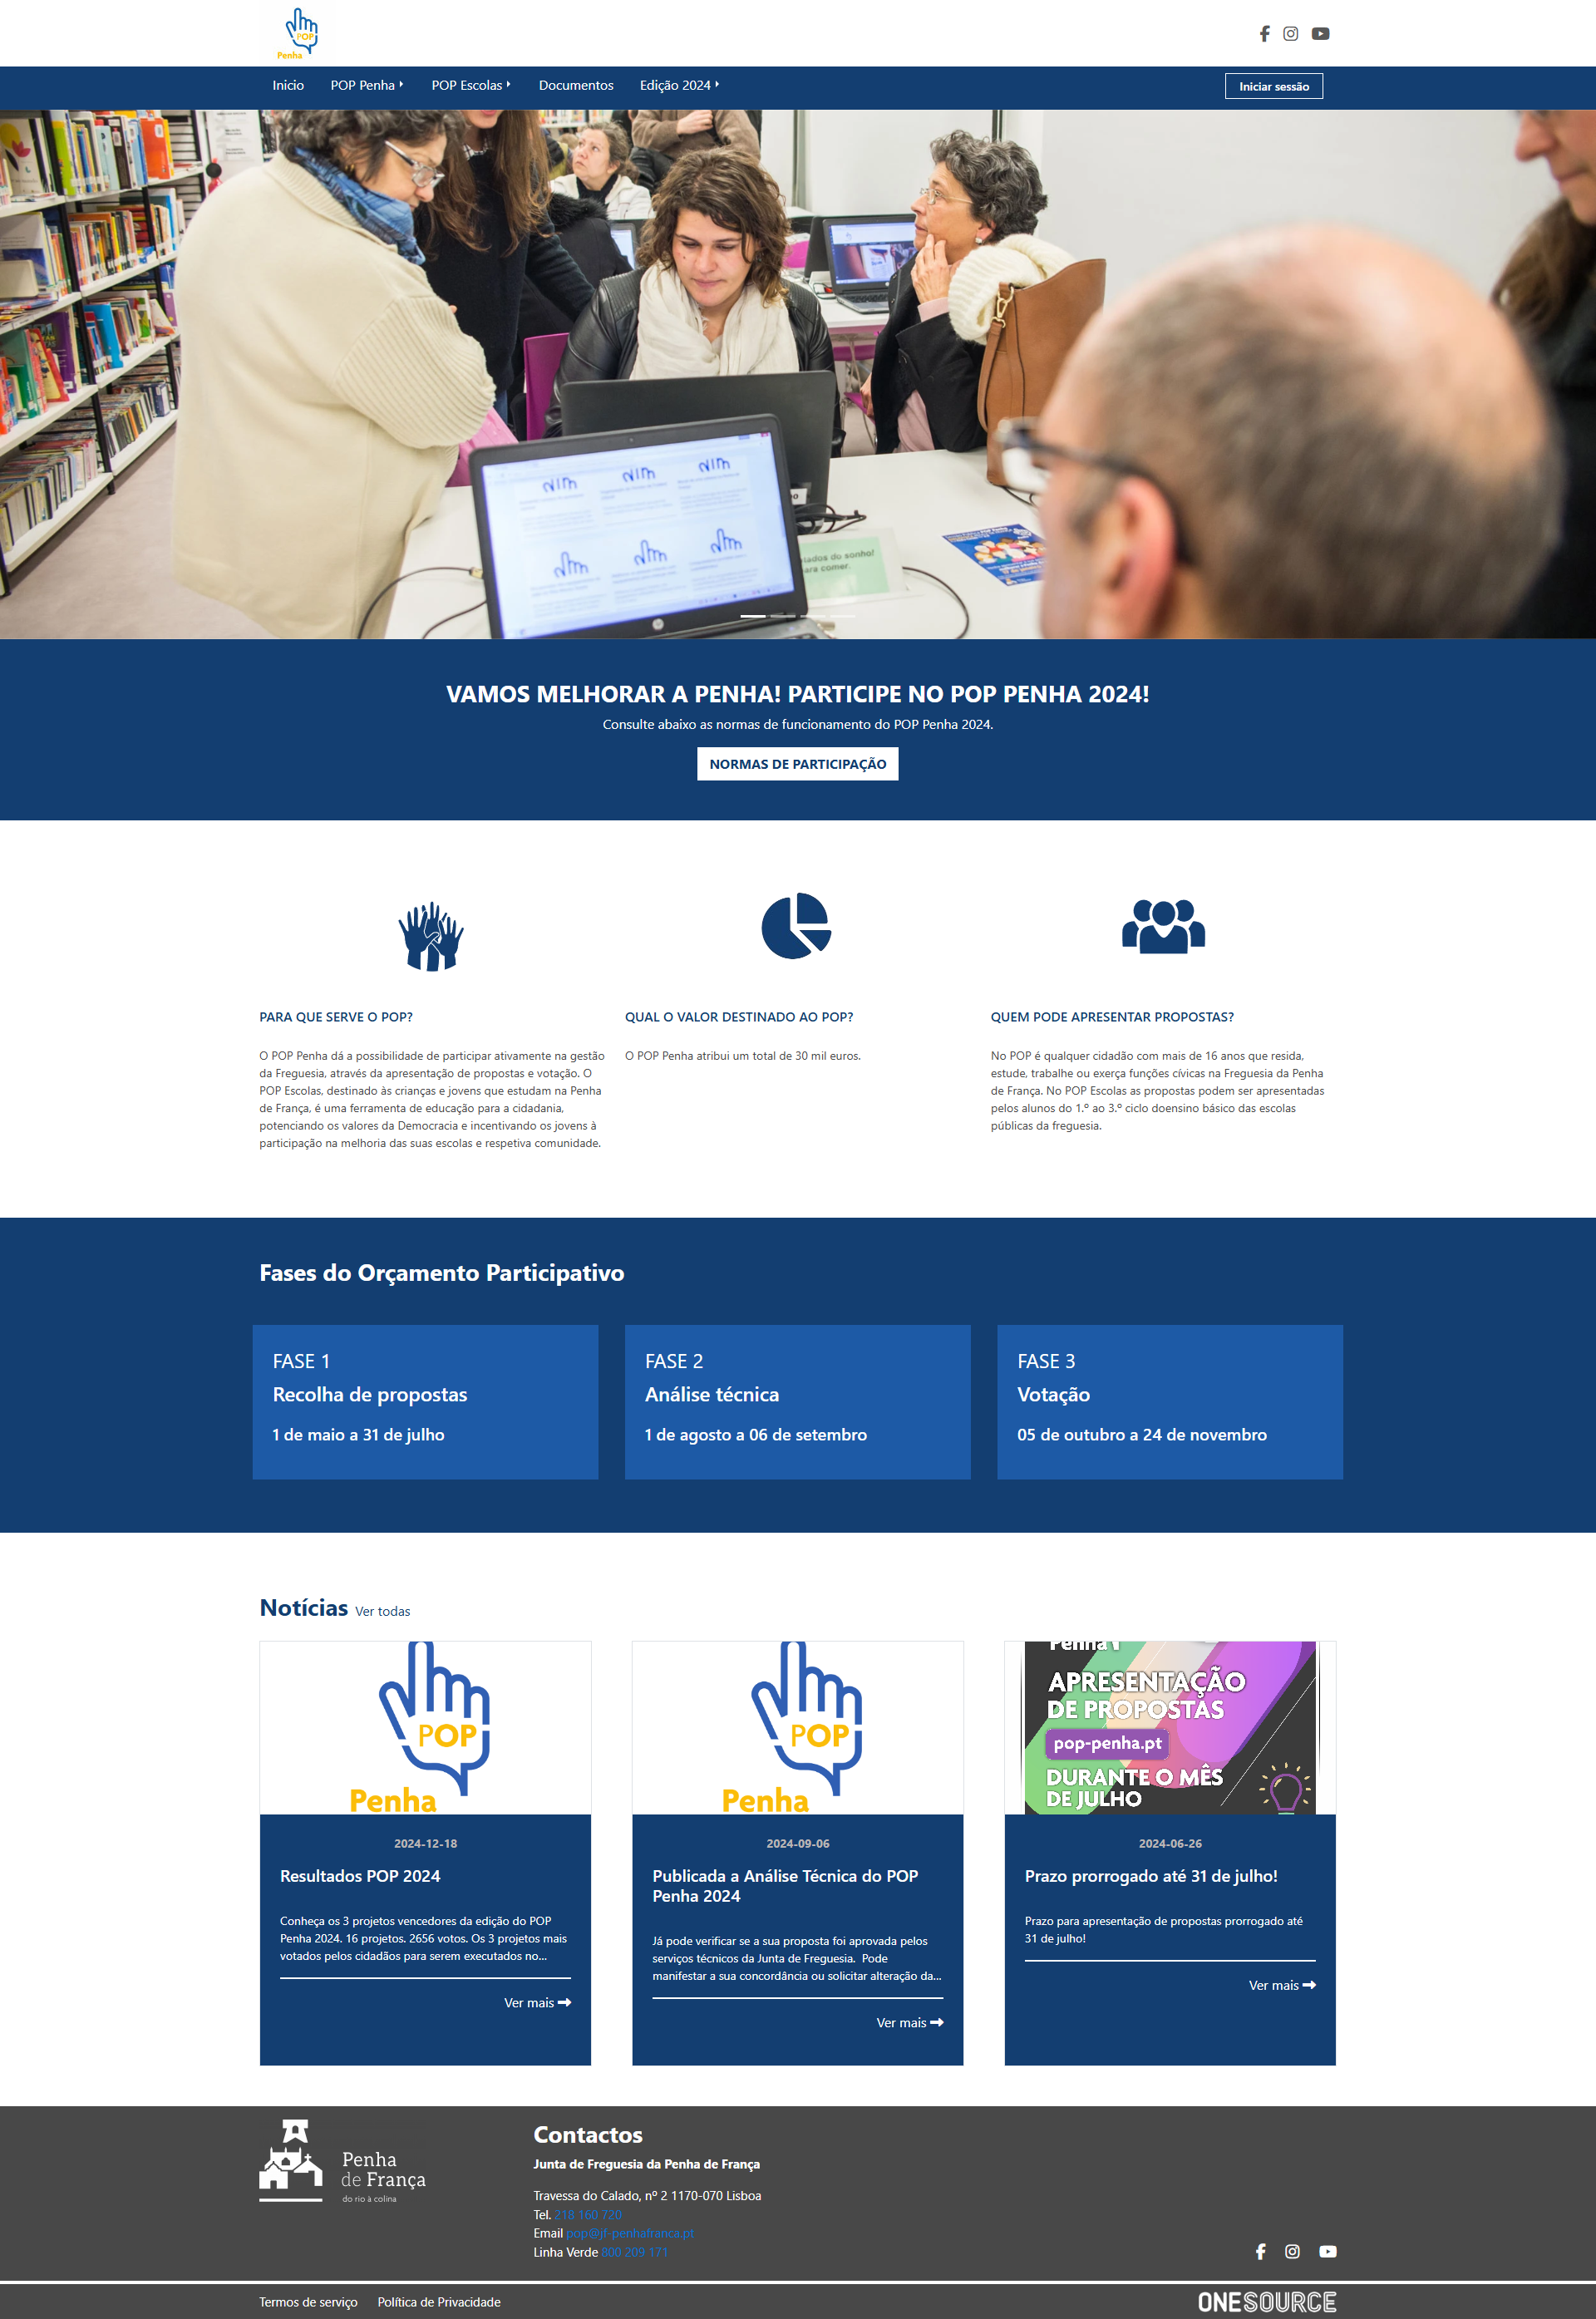 POP
Penha
Inicio
POP Penha
POP Escolas
Documentos
Edição 2024
Iniciar sessão
VAMOS MELHORAR A PENHA! PARTICIPE NO POP PENHA 2024!
Consulte abaixo as normas de funcionamento do POP Penha 2024.
NORMAS DE PARTICIPAÇÃO
PARA QUE SERVE O POP?
O POP Penha dá a possibilidade de participar ativamente na gestão
da Freguesia, através da apresentação de propostas e votação. O
POP Escolas, destinado às crianças e jovens que estudam na Penha
de França, é uma ferramenta de educação para a cidadania,
potenciando os valores da Democracia e incentivando os jovens à
participação na melhoria das suas escolas e respetiva comunidade.
QUAL O VALOR DESTINADO AO POP?
O POP Penha atribui um total de 30 mil euros.
QUEM PODE APRESENTAR PROPOSTAS?
No POP é qualquer cidadão com mais de 16 anos que resida,
estude, trabalhe ou exerça funções cívicas na Freguesia da Penha
de França. No POP Escolas as propostas podem ser apresentadas
pelos alunos do 1.º ao 3.º ciclo doensino básico das escolas
públicas da freguesia.
Fases do Orçamento Participativo
FASE 1
Recolha de propostas
1 de maio a 31 de julho
FASE 2
Análise técnica
1 de agosto a 06 de setembro
FASE 3
Votação
05 de outubro a 24 de novembro
Notícias Ver todas
POP
Penha
2024-12-18
Resultados POP 2024
Conheça os 3 projetos vencedores da edição do POP
Penha 2024. 16 projetos. 2656 votos. Os 3 projetos mais
votados pelos cidadãos para serem executados no...
Ver mais
POP
Penha
2024-09-06
Publicada a Análise Técnica do POP
Penha 2024
Já pode verificar se a sua proposta foi aprovada pelos
serviços técnicos da Junta de Freguesia. Pode
manifestar a sua concordância ou solicitar alteração da...
Ver mais
Penha
APRESENTAÇÃO
DE PROPOSTAS
pop-penha.pt
DURANTE O MÊS
DE JULHO
2024-06-26
Prazo prorrogado até 31 de julho!
Prazo para apresentação de propostas prorrogado até
31 de julho!
Ver mais
Penha
de França
do rio à colina
Contactos
Junta de Freguesia da Penha de França
Travessa do Calado, nº 2 1170-070 Lisboa
Tel. 218 160 720
Email pop@jf-penhafranca.pt
Linha Verde 800 209 171
Termos de serviço
Política de Privacidade
ONESOURCE